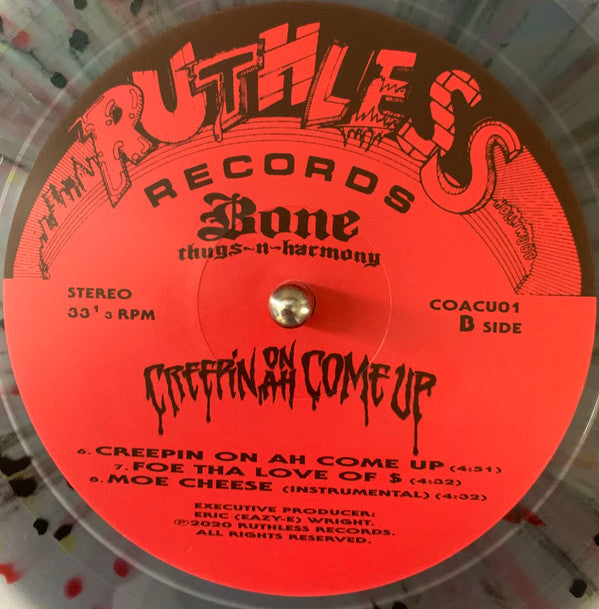 RUTHLESS
RECORDS
Bone
thugs~n~harmony
STEREO
33 1 3 RPM
COACU01
B SIDE
CREEPIN ON AH COME UP
6. CREEPIN ON AH COME UP (4:51)
7. FOE THA LOVE OF $ (4:32)
8. MOE CHEESE (INSTRUMENTAL) (4:32)
EXECUTIVE PRODUCER;
ERIC (EAZY-E) WRIGHT.
℗2020 RUTHLESS RECORDS.
ALL RIGHTS RESERVED.
HOLLYWOOD